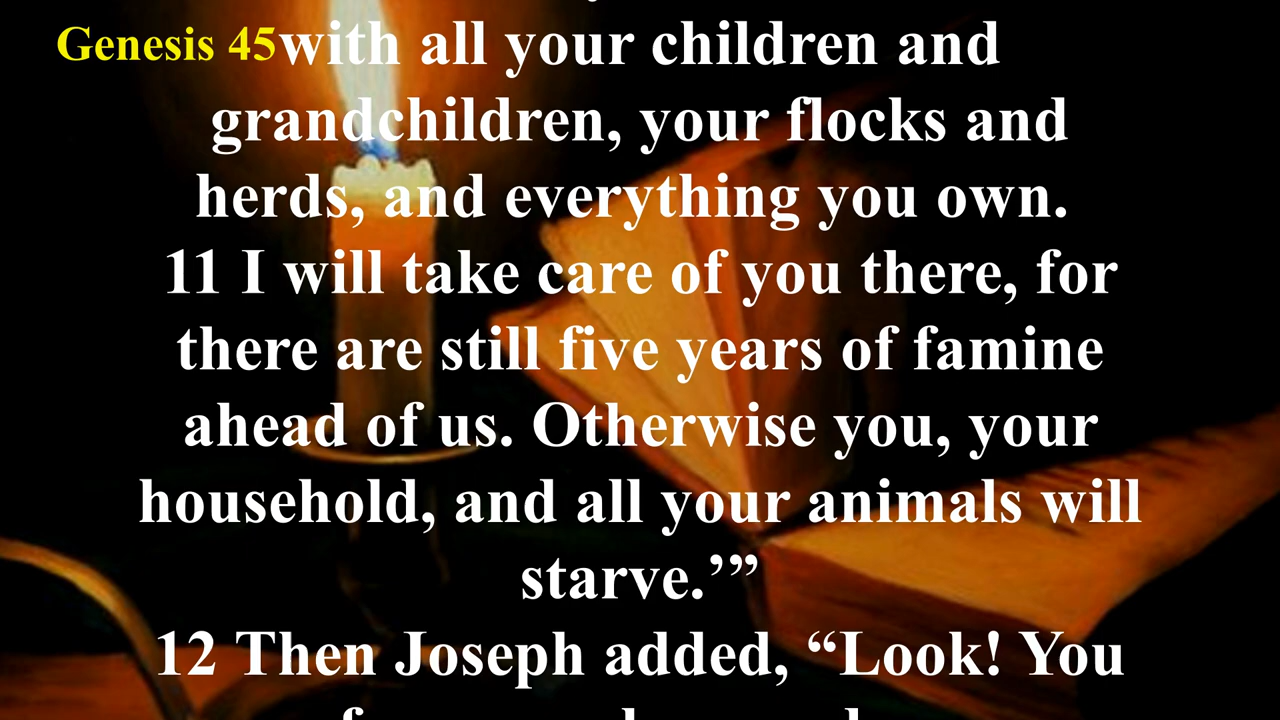 Genesis 45
with all your children and
grandchildren, your flocks and
herds, and everything you own.
11 I will take care of you there, for
there are still five years of famine
ahead of us. Otherwise you, your
household, and all your animals will
starve.’”
12 Then Joseph added, “Look! You